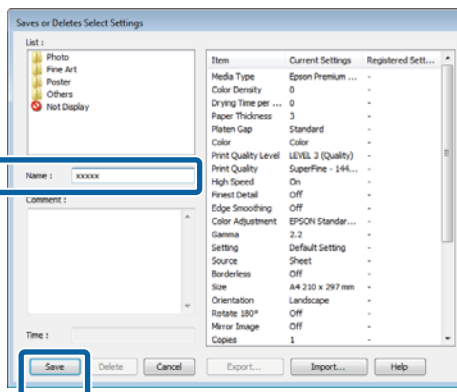 Saves or Deletes Select Settings
List :
Photo
Fine Art
Poster
Others
Not Display
Name : xxxxx
Comment :
Time :
Item Current Settings Registered Sett...
Media Type Epson Premium ... -
Color Density 0 -
Drying Time per ... 0 -
Paper Thickness 3 -
Platen Gap Standard -
Color Color -
Print Quality Level LEVEL 3 (Quality) -
Print Quality SuperFine - 144... -
High Speed On -
Finest Detail Off -
Edge Smoothing Off -
Color Adjustment EPSON Standar... -
Gamma 2.2 -
Setting Default Setting -
Source Sheet -
Borderless Off -
Size A4 210 x 297 mm -
Orientation Landscape -
Rotate 180° Off -
Mirror Image Off -
Copies 1 -
Save Delete Cancel Export... Import... Help